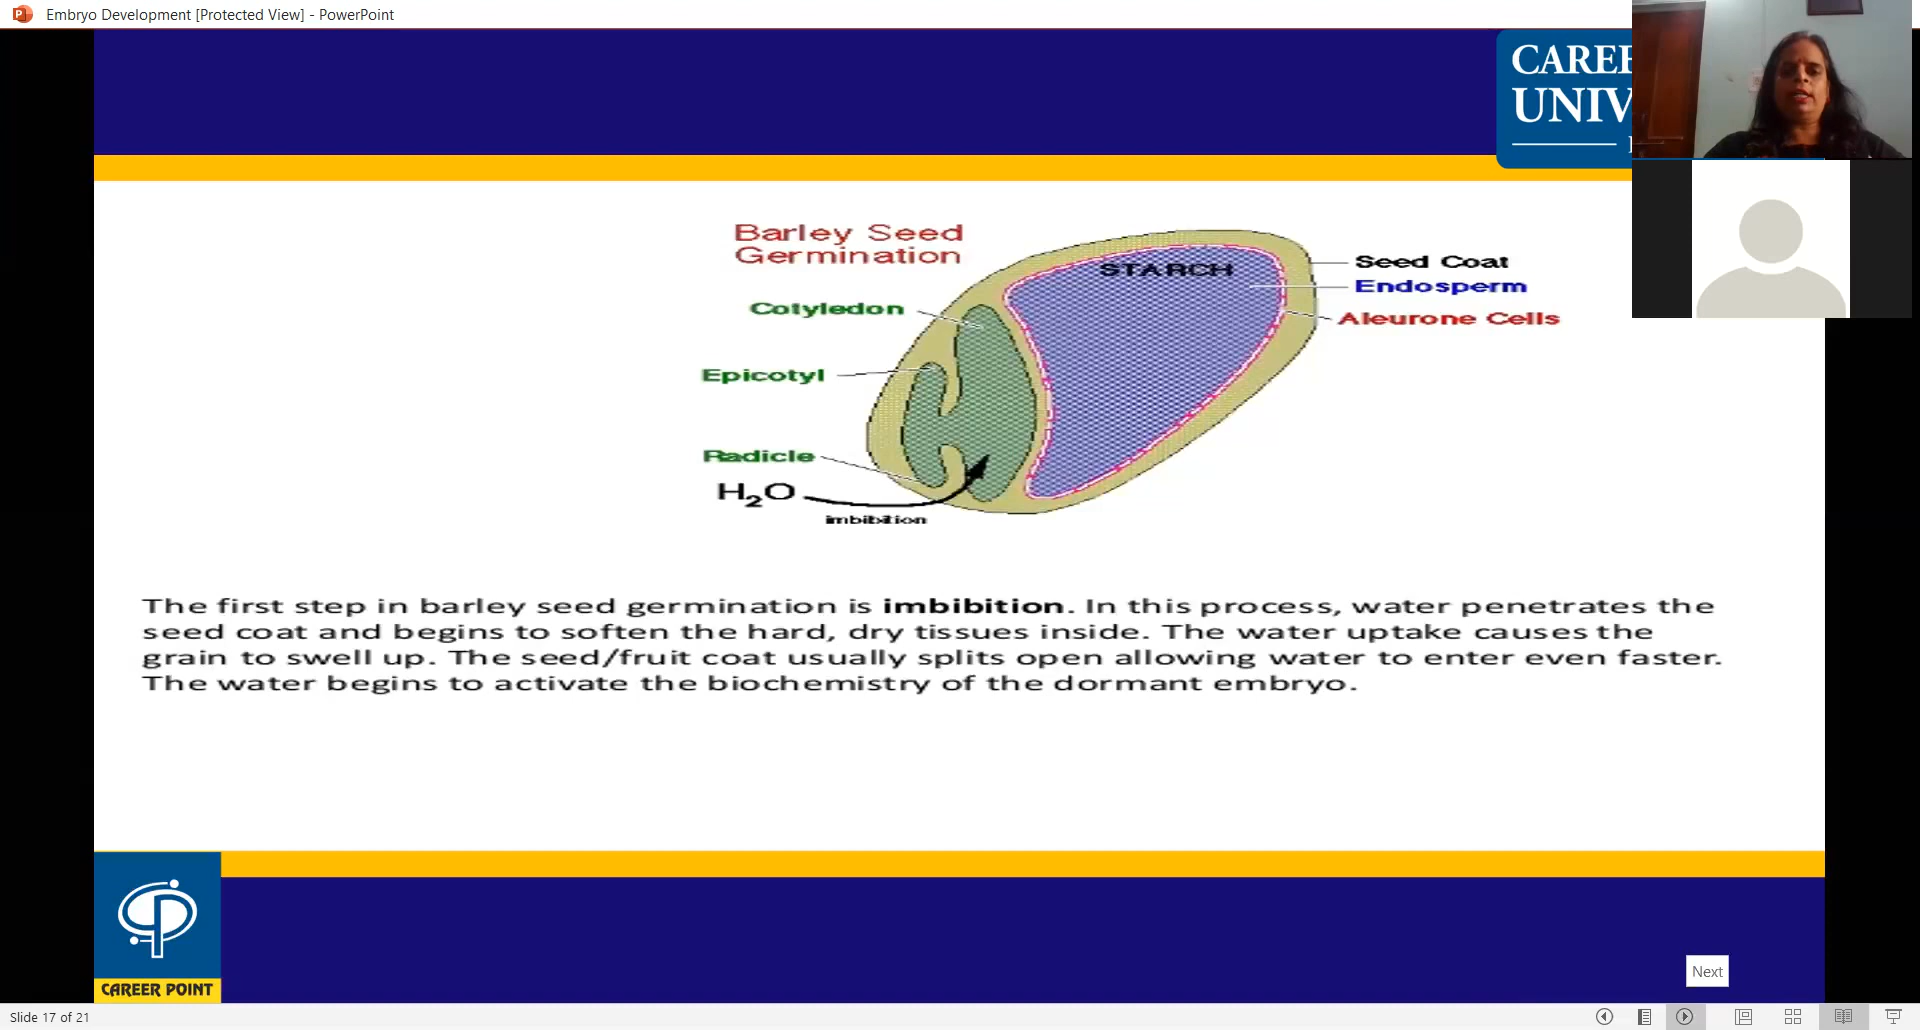 Embryo Development [Protected View] - PowerPoint
Barley Seed
Germination
STARCH
Seed Coat
Endosperm
Aleurone Cells
Cotyledon
Epicotyl
Radicle
H₂O
imbibition
The first step in barley seed germination is imbibition. In this process, water penetrates the
seed coat and begins to soften the hard, dry tissues inside. The water uptake causes the
grain to swell up. The seed/fruit coat usually splits open allowing water to enter even faster.
The water begins to activate the biochemistry of the dormant embryo.
CAREER POINT
Next
Slide 17 of 21